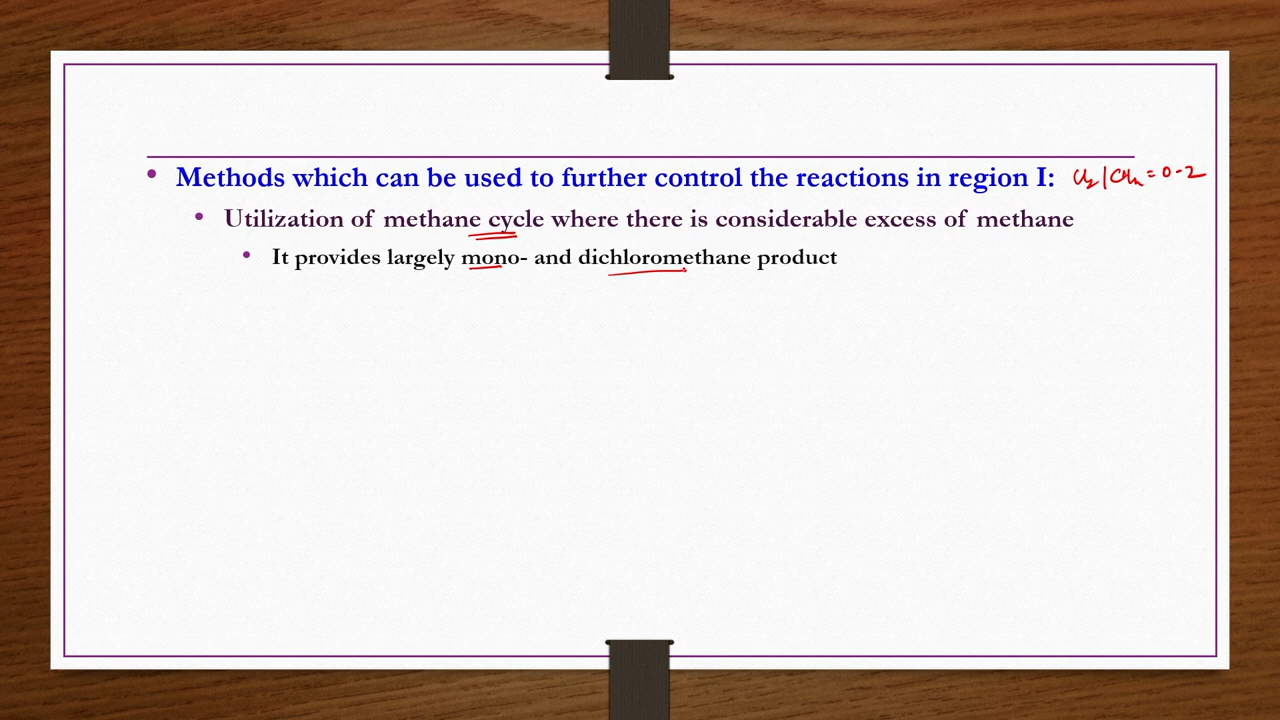 • Methods which can be used to further control the reactions in region I: Cl2/CH4 = 0.2
• Utilization of methane cycle where there is considerable excess of methane
• It provides largely mono- and dichloromethane product